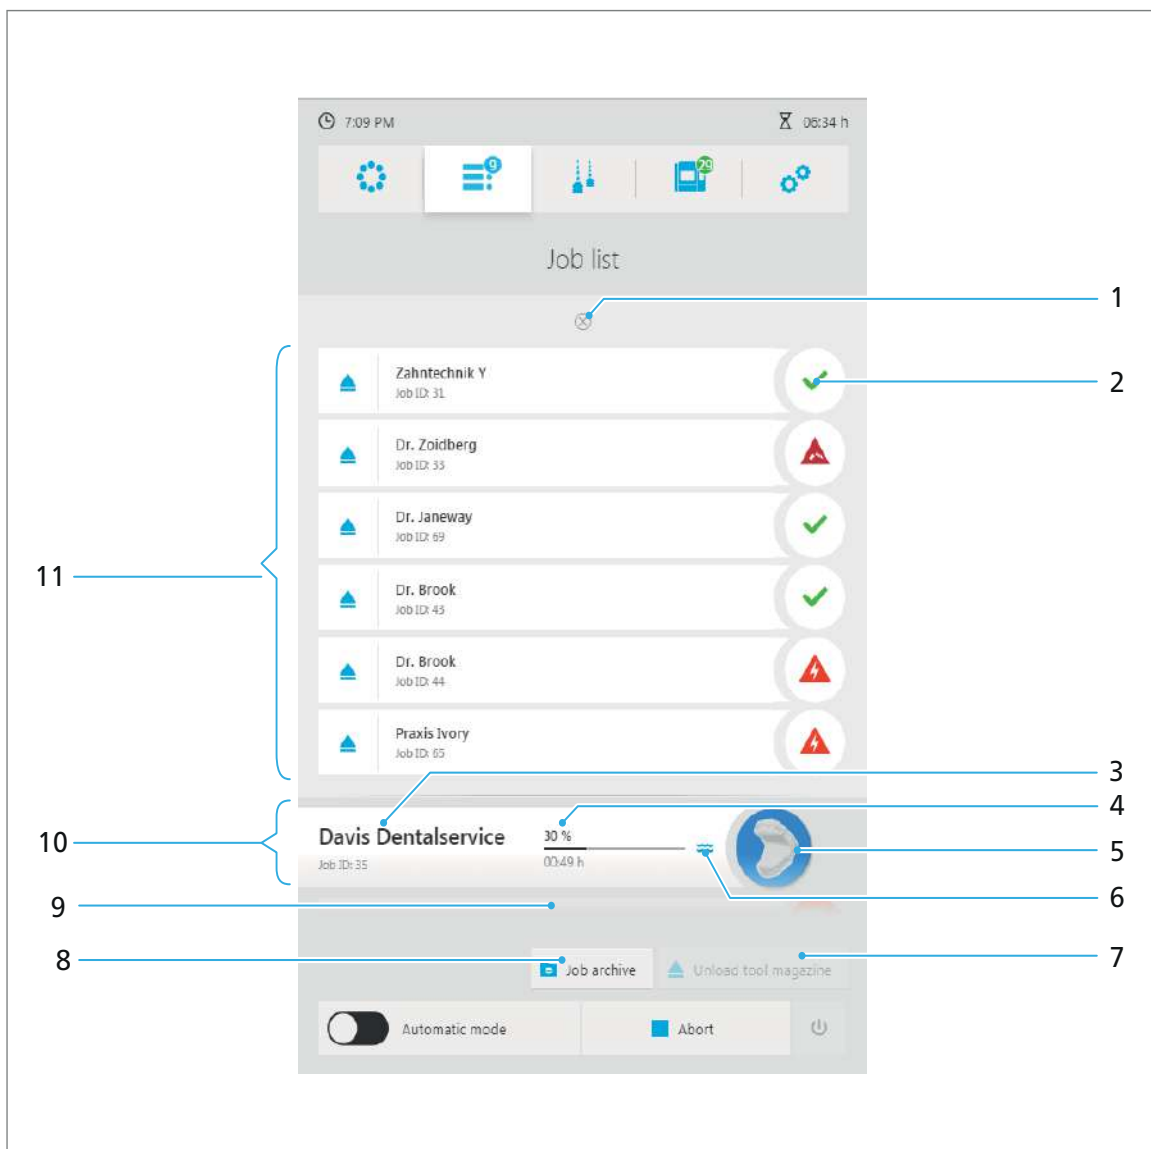 7:09 PM
06:34 h
9
29
Job list
1
Zahntechnik Y
Job ID: 31
2
Dr. Zoidberg
Job ID: 33
Dr. Janeway
Job ID: 69
11
Dr. Brook
Job ID: 43
Dr. Brook
Job ID: 44
Praxis Ivory
Job ID: 65
3
4
10
Davis Dentalservice
30 %
5
Job ID: 35
00:49 h
6
9
8
7
Job archive
Unload tool magazine
Automatic mode
Abort